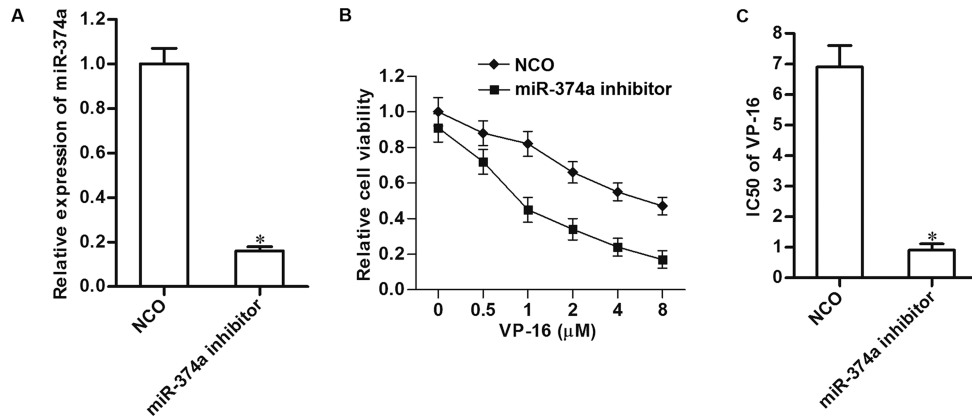 A
Relative expression of miR-374a
1.2
1.0
0.8
0.6
0.4
0.2
0.0
*
NCO
miR-374a inhibitor
B
NCO
miR-374a inhibitor
Relative cell viability
1.2
1.0
0.8
0.6
0.4
0.2
0.0
0 0.5 1 2 4 8
VP-16 (μM)
C
IC50 of VP-16
8
7
6
5
4
3
2
1
0
*
NCO
miR-374a inhibitor